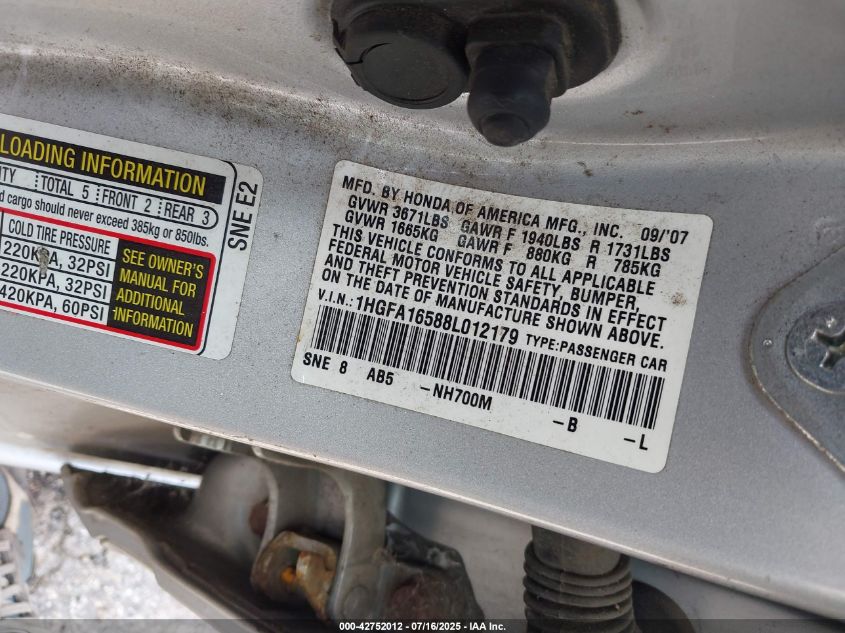 LOADING INFORMATION
ITY TOTAL 5 FRONT 2 REAR 3
d cargo should never exceed 385kg or 850lbs.
COLD TIRE PRESSURE
220KPA, 32PSI
220KPA, 32PSI
420KPA, 60PSI
SEE OWNER'S
MANUAL FOR
ADDITIONAL
INFORMATION
SNE E2
MFD. BY HONDA OF AMERICA MFG., INC. 09/'07
GVWR 3671LBS GAWR F 1940LBS R 1731LBS
GVWR 1665KG GAWR F 880KG R 785KG
THIS VEHICLE CONFORMS TO ALL APPLICABLE
FEDERAL MOTOR VEHICLE SAFETY, BUMPER,
AND THEFT PREVENTION STANDARDS IN EFFECT
ON THE DATE OF MANUFACTURE SHOWN ABOVE.
V.I.N.: 1HGFA16588L012179 TYPE:PASSENGER CAR
SNE 8 AB5 -NH700M -B -L
000-42752012 - 07/16/2025 - IAA Inc.